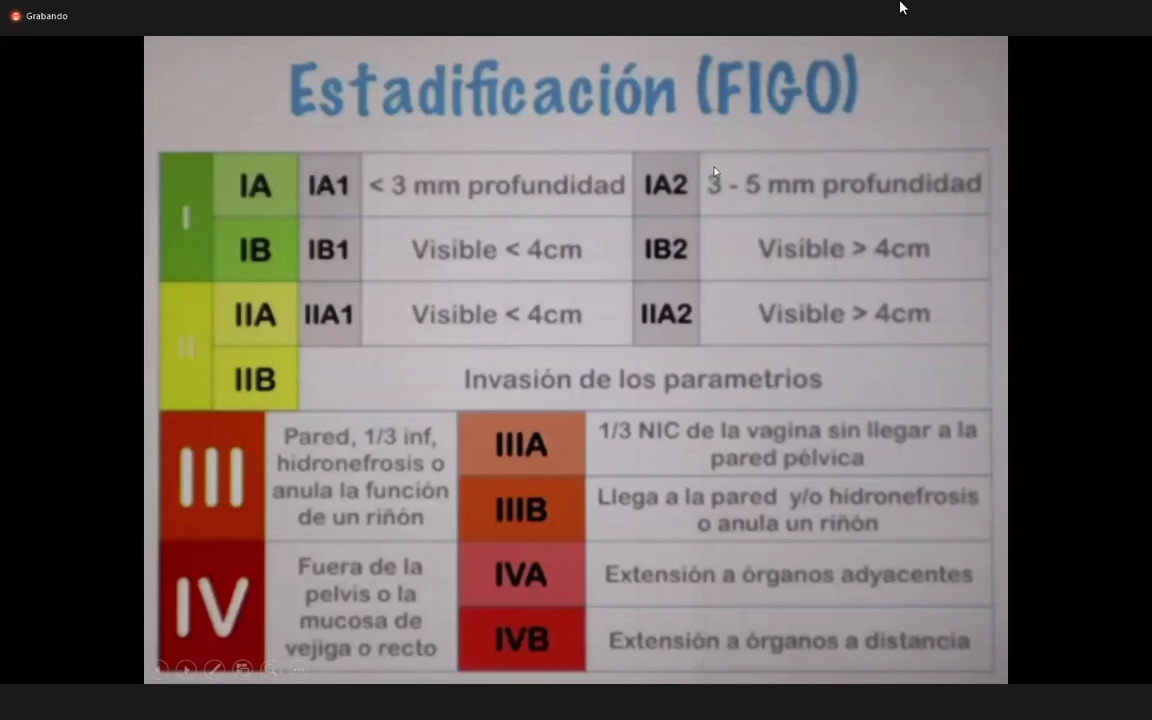 Grabando
Estadificación (FIGO)
I
IA
IA1
< 3 mm profundidad
IA2
3 - 5 mm profundidad
IB
IB1
Visible < 4cm
IB2
Visible > 4cm
II
IIA
IIA1
Visible < 4cm
IIA2
Visible > 4cm
IIB
Invasión de los parametrios
III
Pared, 1/3 inf,
hidronefrosis o
anula la función
de un riñón
IIIA
1/3 NIC de la vagina sin llegar a la
pared pélvica
IIIB
Llega a la pared y/o hidronefrosis
o anula un riñón
IV
Fuera de la
pelvis o la
mucosa de
vejiga o recto
IVA
Extensión a órganos adyacentes
IVB
Extensión a órganos a distancia